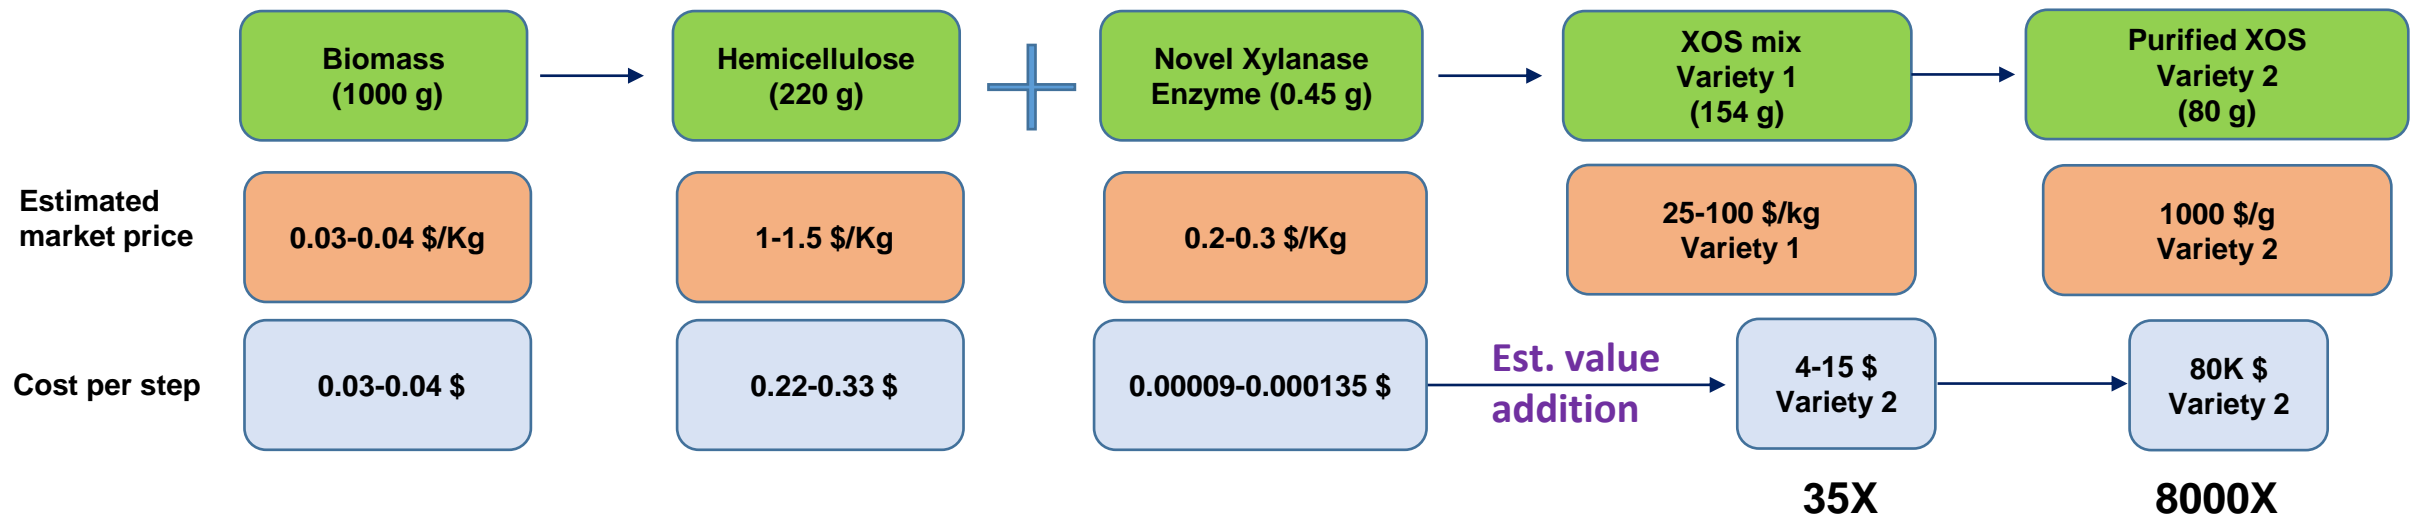 Biomass
(1000 g)
Hemicellulose
(220 g)
Novel Xylanase
Enzyme (0.45 g)
XOS mix
Variety 1
(154 g)
Purified XOS
Variety 2
(80 g)
Estimated
market price
0.03-0.04 $/Kg
1-1.5 $/Kg
0.2-0.3 $/Kg
25-100 $/kg
Variety 1
1000 $/g
Variety 2
Cost per step
0.03-0.04 $
0.22-0.33 $
0.00009-0.000135 $
Est. value
addition
4-15 $
Variety 2
80K $
Variety 2
35X
8000X